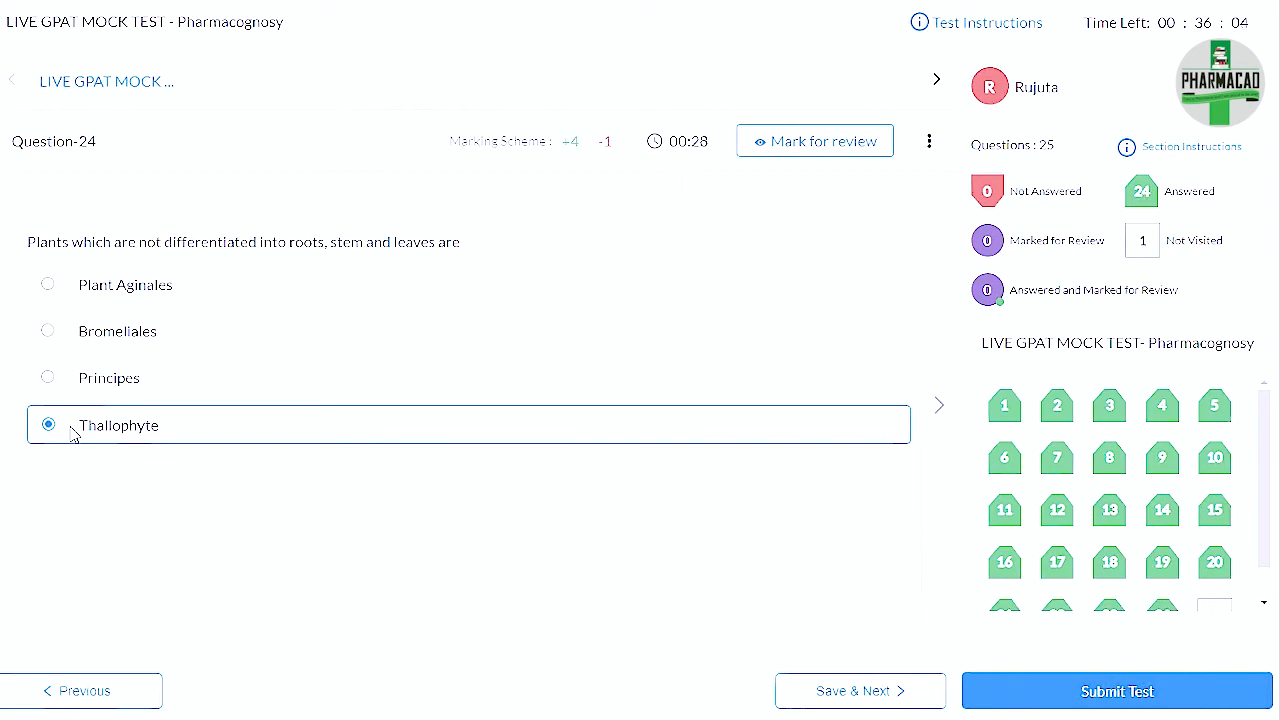 LIVE GPAT MOCK TEST - Pharmacognosy
Test Instructions
Time Left: 00 : 36 : 04
LIVE GPAT MOCK ...
R
Rujuta
PHARMACAD
Question-24
Marking Scheme : +4 -1
00:28
Mark for review
Questions : 25
Section Instructions
0 Not Answered
24 Answered
0 Marked for Review
1 Not Visited
0 Answered and Marked for Review
Plants which are not differentiated into roots, stem and leaves are
Plant Aginales
Bromeliales
Principes
Thallophyte
LIVE GPAT MOCK TEST- Pharmacognosy
1 2 3 4 5
6 7 8 9 10
11 12 13 14 15
16 17 18 19 20
Previous
Save & Next
Submit Test